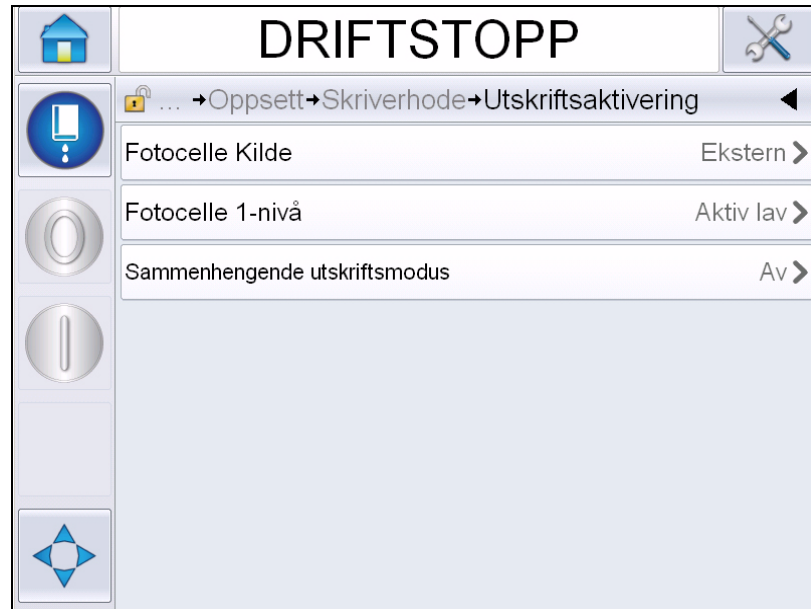 DRIFTSTOPP
... →Oppsett→Skriverhode→Utskriftsaktivering
Fotocelle Kilde Ekstern
Fotocelle 1-nivå Aktiv lav
Sammenhengende utskriftsmodus Av